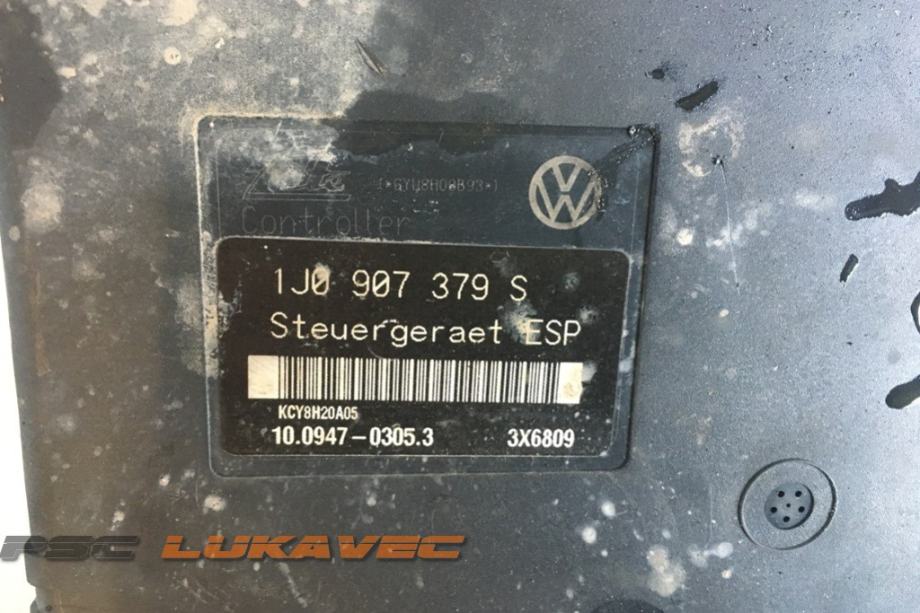 Controller
1J0 907 379 S
Steuergeraet ESP
KCY8H20A05
10.0947-0305.3 3X6809
PSC LUKAVEC